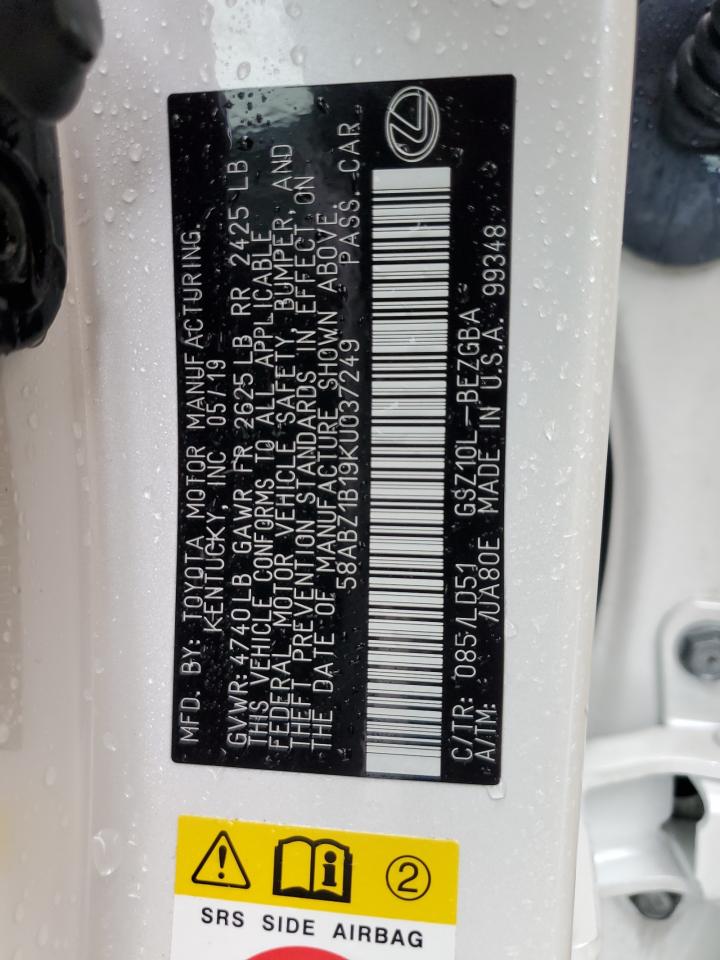 MFD. BY: TOYOTA MOTOR MANUFACTURING,
KENTUCKY, INC 05/19
GVWR: 4740LB GAWR FR 2625LB RR 2425 LB
THIS VEHICLE CONFORMS TO ALL APPLICABLE
FEDERAL MOTOR VEHICLE SAFETY, BUMPER, AND
THEFT PREVENTION STANDARDS IN EFFECT ON
THE DATE OF MANUFACTURE SHOWN ABOVE.
58ABZ1B19KU037249 PASS. CAR
C/TR: 085/LD51 GSZ10L-BEZGBA
A/TM: /UA80E MADE IN U.S.A. 99348
2
SRS SIDE AIRBAG